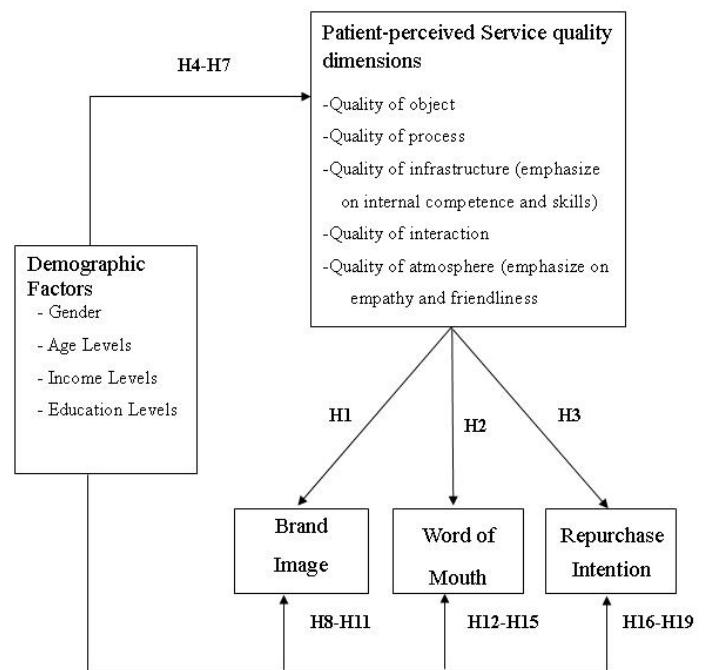 Patient-perceived Service quality
dimensions
H4-H7
-Quality of object
-Quality of process
-Quality of infrastructure (emphasize
on internal competence and skills)
-Quality of interaction
-Quality of atmosphere (emphasize on
empathy and friendliness
Demographic
Factors
- Gender
- Age Levels
- Income Levels
- Education Levels
H1
H2
H3
Brand
Image
Word of
Mouth
Repurchase
Intention
H8-H11
H12-H15
H16-H19